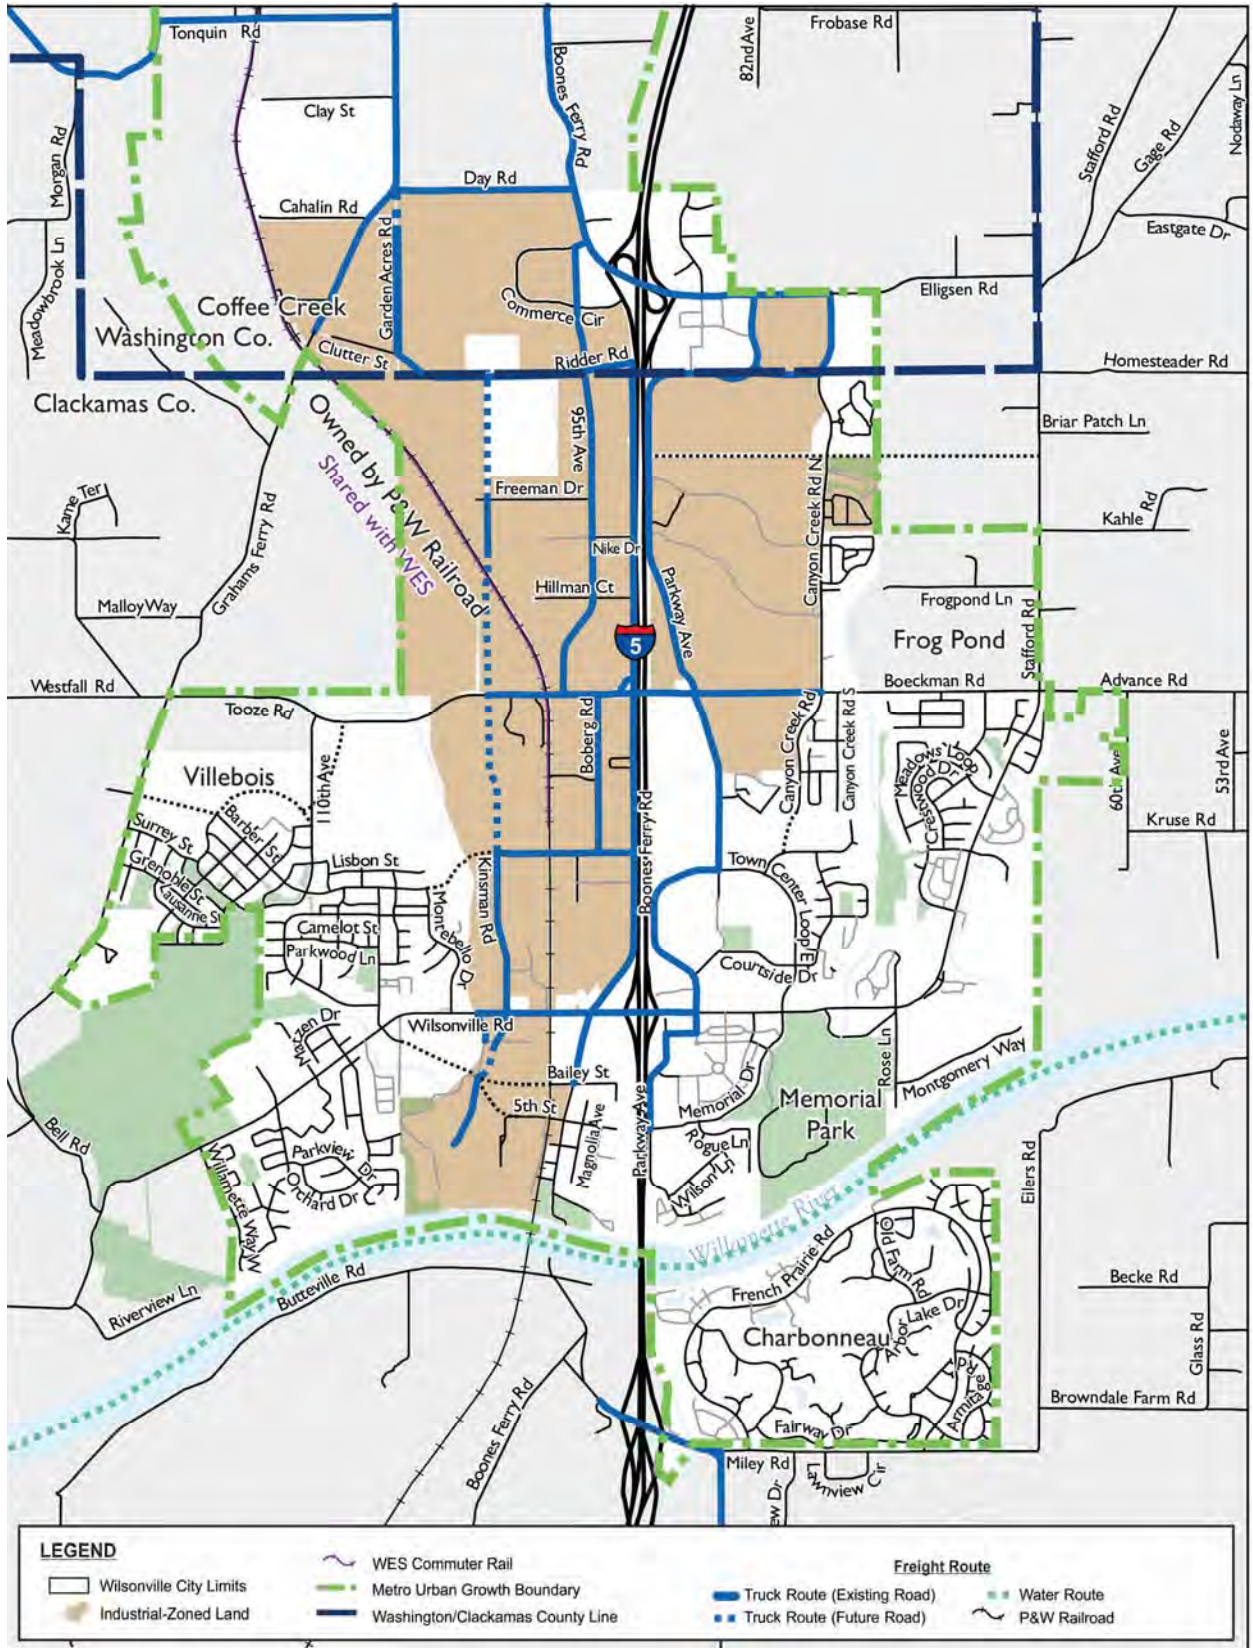 Tonquin Rd
Frobase Rd
82nd Ave
Boones Ferry Rd
Clay St
Morgan Rd
Stafford Rd
Gage Rd
Nodaway Ln
Day Rd
Cahalin Rd
Garden Acres Rd
Eastgate Dr
Meadowbrook Ln
Elligsen Rd
Commerce Cir
Coffee Creek
Washington Co.
Clutter St
Ridder Rd
Homesteader Rd
Clackamas Co.
Owned by P&W Railroad
Shared with WES
95th Ave
Briar Patch Ln
Canyon Creek Rd N
Kame Ter
Freeman Dr
Kahle Rd
Grahams Ferry Rd
Nike Dr
Hillman Ct
Parkway Ave
Malloy Way
Frogpond Ln
Frog Pond
Stafford Rd
5
Westfall Rd
Tooze Rd
Boeckman Rd
Advance Rd
Boberg Rd
Canyon Creek Rd
Canyon Creek Rd S
Villebois
110th Ave
Meadows Loop
Crestwood Dr
60th Ave
53rd Ave
Kruse Rd
Surrey St
Barber St
Grenoble St
Lausanne St
Lisbon St
Kinsman Rd
Boones Ferry Rd
Town Center Loop E
Montebello Dr
Camelot St
Parkwood Ln
Courtside Dr
Wilsonville Rd
Matzen Dr
Rose Ln
Montgomery Way
Bailey St
5th St
Memorial Dr
Memorial
Park
Magnolia Ave
Parkway Ave
Bell Rd
Rogue Ln
Wilson Ln
Parkview Dr
Orchard Dr
Willamette Way W
Eilers Rd
Willamette River
Old Farm Rd
French Prairie Rd
Butteville Rd
Riverview Ln
Becke Rd
Arbor Lake Dr
Charbonneau
Glass Rd
Armitage Rd
Browndale Farm Rd
Fairway Dr
Boones Ferry Rd
Miley Rd
Lawnview Cir
ew Dr
LEGEND
Wilsonville City Limits
Industrial-Zoned Land
WES Commuter Rail
Metro Urban Growth Boundary
Washington/Clackamas County Line
Freight Route
Truck Route (Existing Road)
Truck Route (Future Road)
Water Route
P&W Railroad